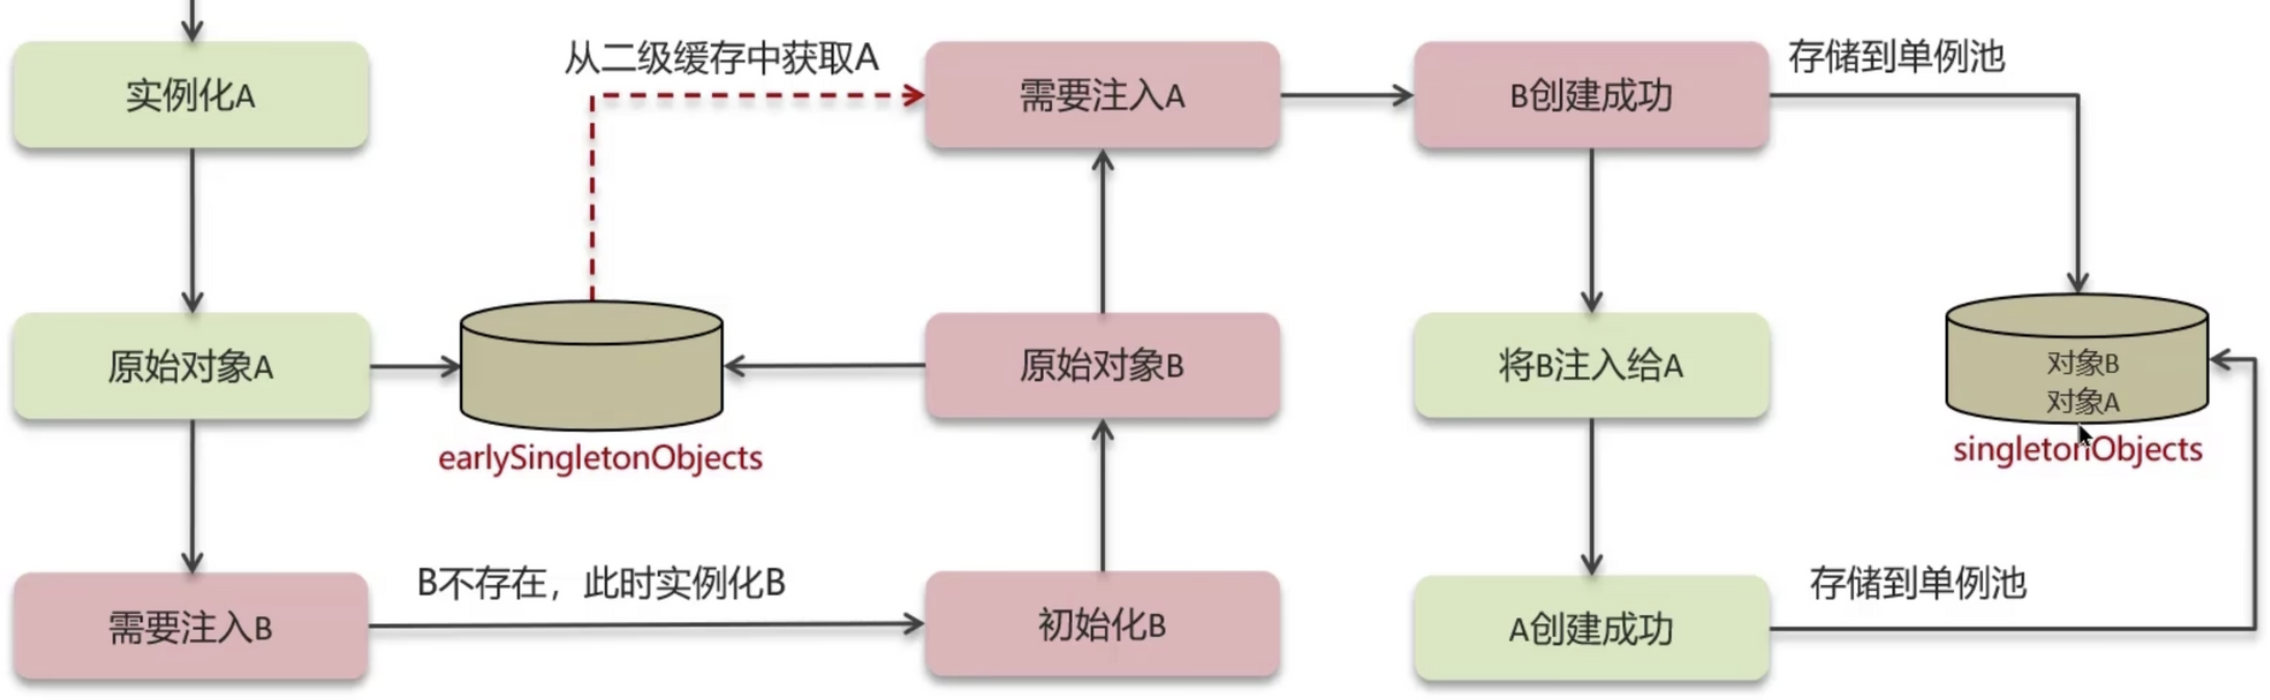 从二级缓存中获取A
存储到单例池
实例化A
需要注入A
B创建成功
原始对象A
原始对象B
将B注入给A
对象B
对象A
earlySingletonObjects
singletonObjects
B不存在，此时实例化B
存储到单例池
需要注入B
初始化B
A创建成功